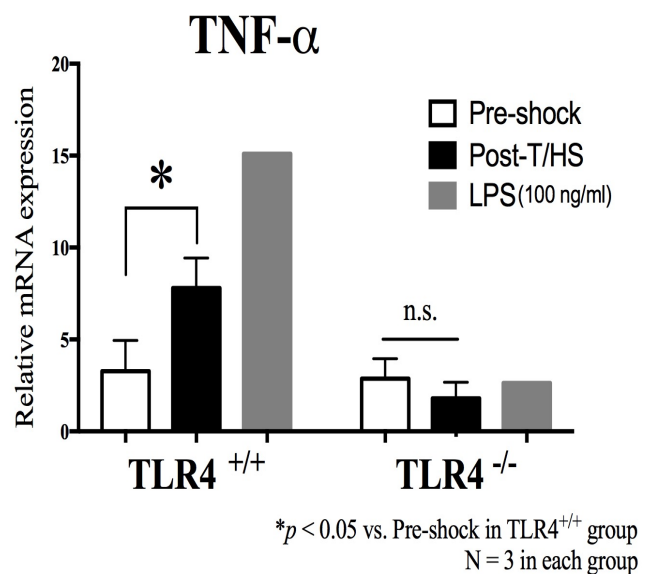 TNF-α
Relative mRNA expression
20
15
10
5
0
*
n.s.
Pre-shock
Post-T/HS
LPS (100 ng/ml)
TLR4 +/+
TLR4 -/-
*p < 0.05 vs. Pre-shock in TLR4+/+ group
N = 3 in each group